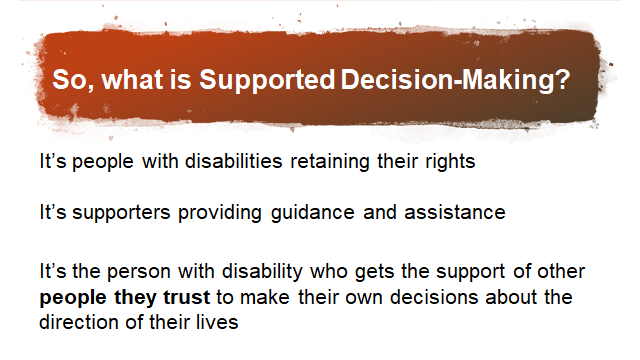 So, what is Supported Decision-Making?
It’s people with disabilities retaining their rights
It’s supporters providing guidance and assistance
It’s the person with disability who gets the support of other
people they trust to make their own decisions about the
direction of their lives